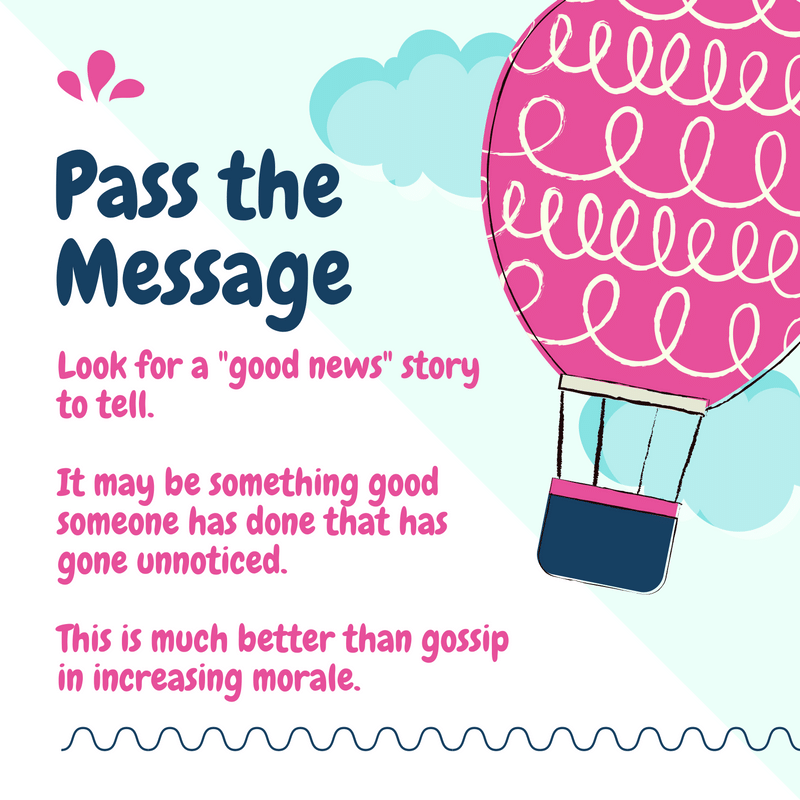 Pass the
Message
Look for a "good news" story
to tell.
It may be something good
someone has done that has
gone unnoticed.
This is much better than gossip
in increasing morale.